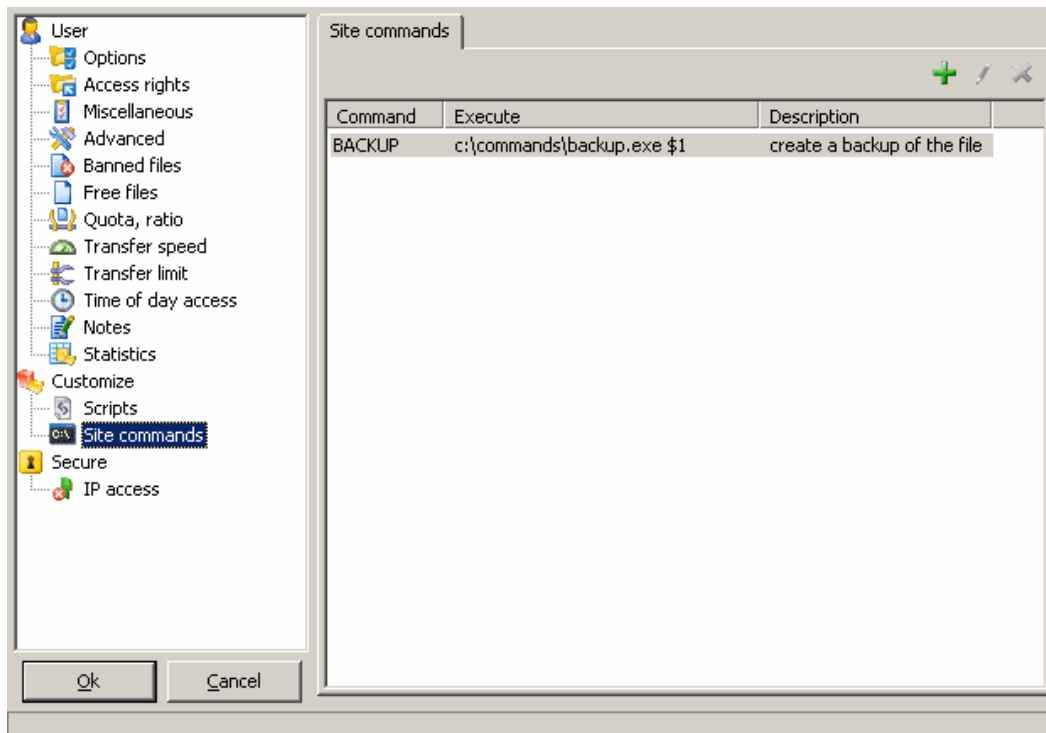 User
Options
Access rights
Miscellaneous
Advanced
Banned files
Free files
Quota, ratio
Transfer speed
Transfer limit
Time of day access
Notes
Statistics
Customize
Scripts
C:\
Site commands
Secure
IP access
Ok
Cancel
Site commands
Command Execute Description
BACKUP c:\commands\backup.exe $1 create a backup of the file